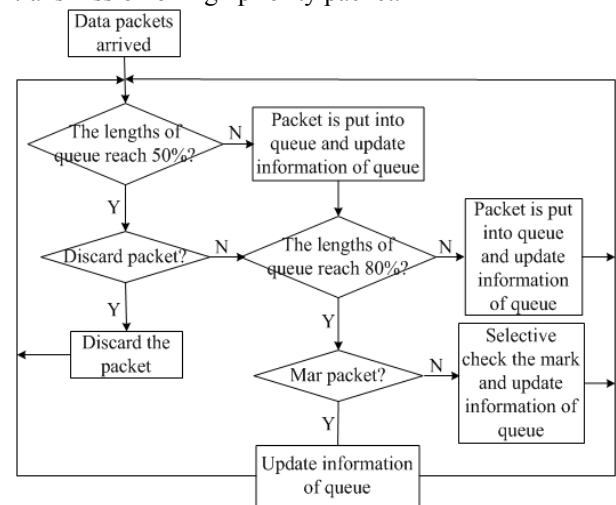 Data packets
arrived
The lengths of
queue reach 50%?
N
Packet is put into
queue and update
information of queue
Y
Discard packet?
N
The lengths of
queue reach 80%?
N
Packet is put
into queue
and update
information
of queue
Y
Discard the
packet
Y
Mar packet?
N
Selective
check the mark
and update
information of
queue
Y
Update information
of queue